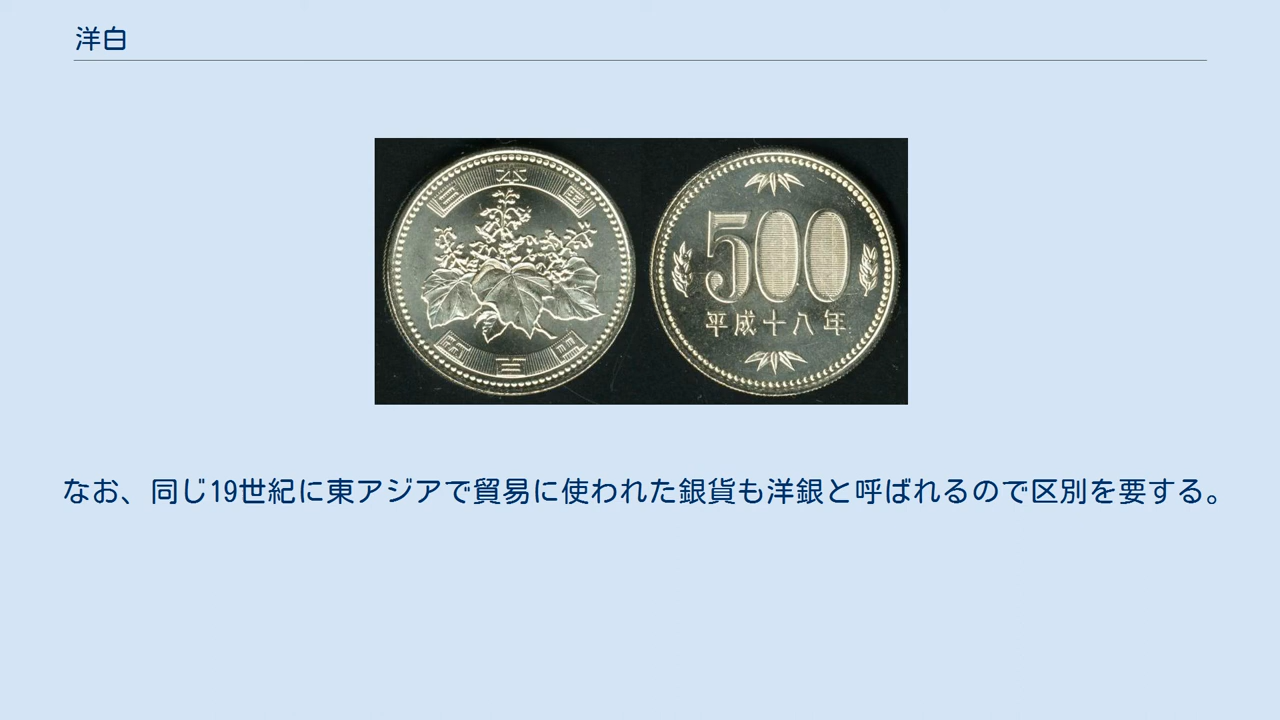 洋白
日本国
五百円
500
平成十八年
なお、同じ19世紀に東アジアで貿易に使われた銀貨も洋銀と呼ばれるので区別を要する。